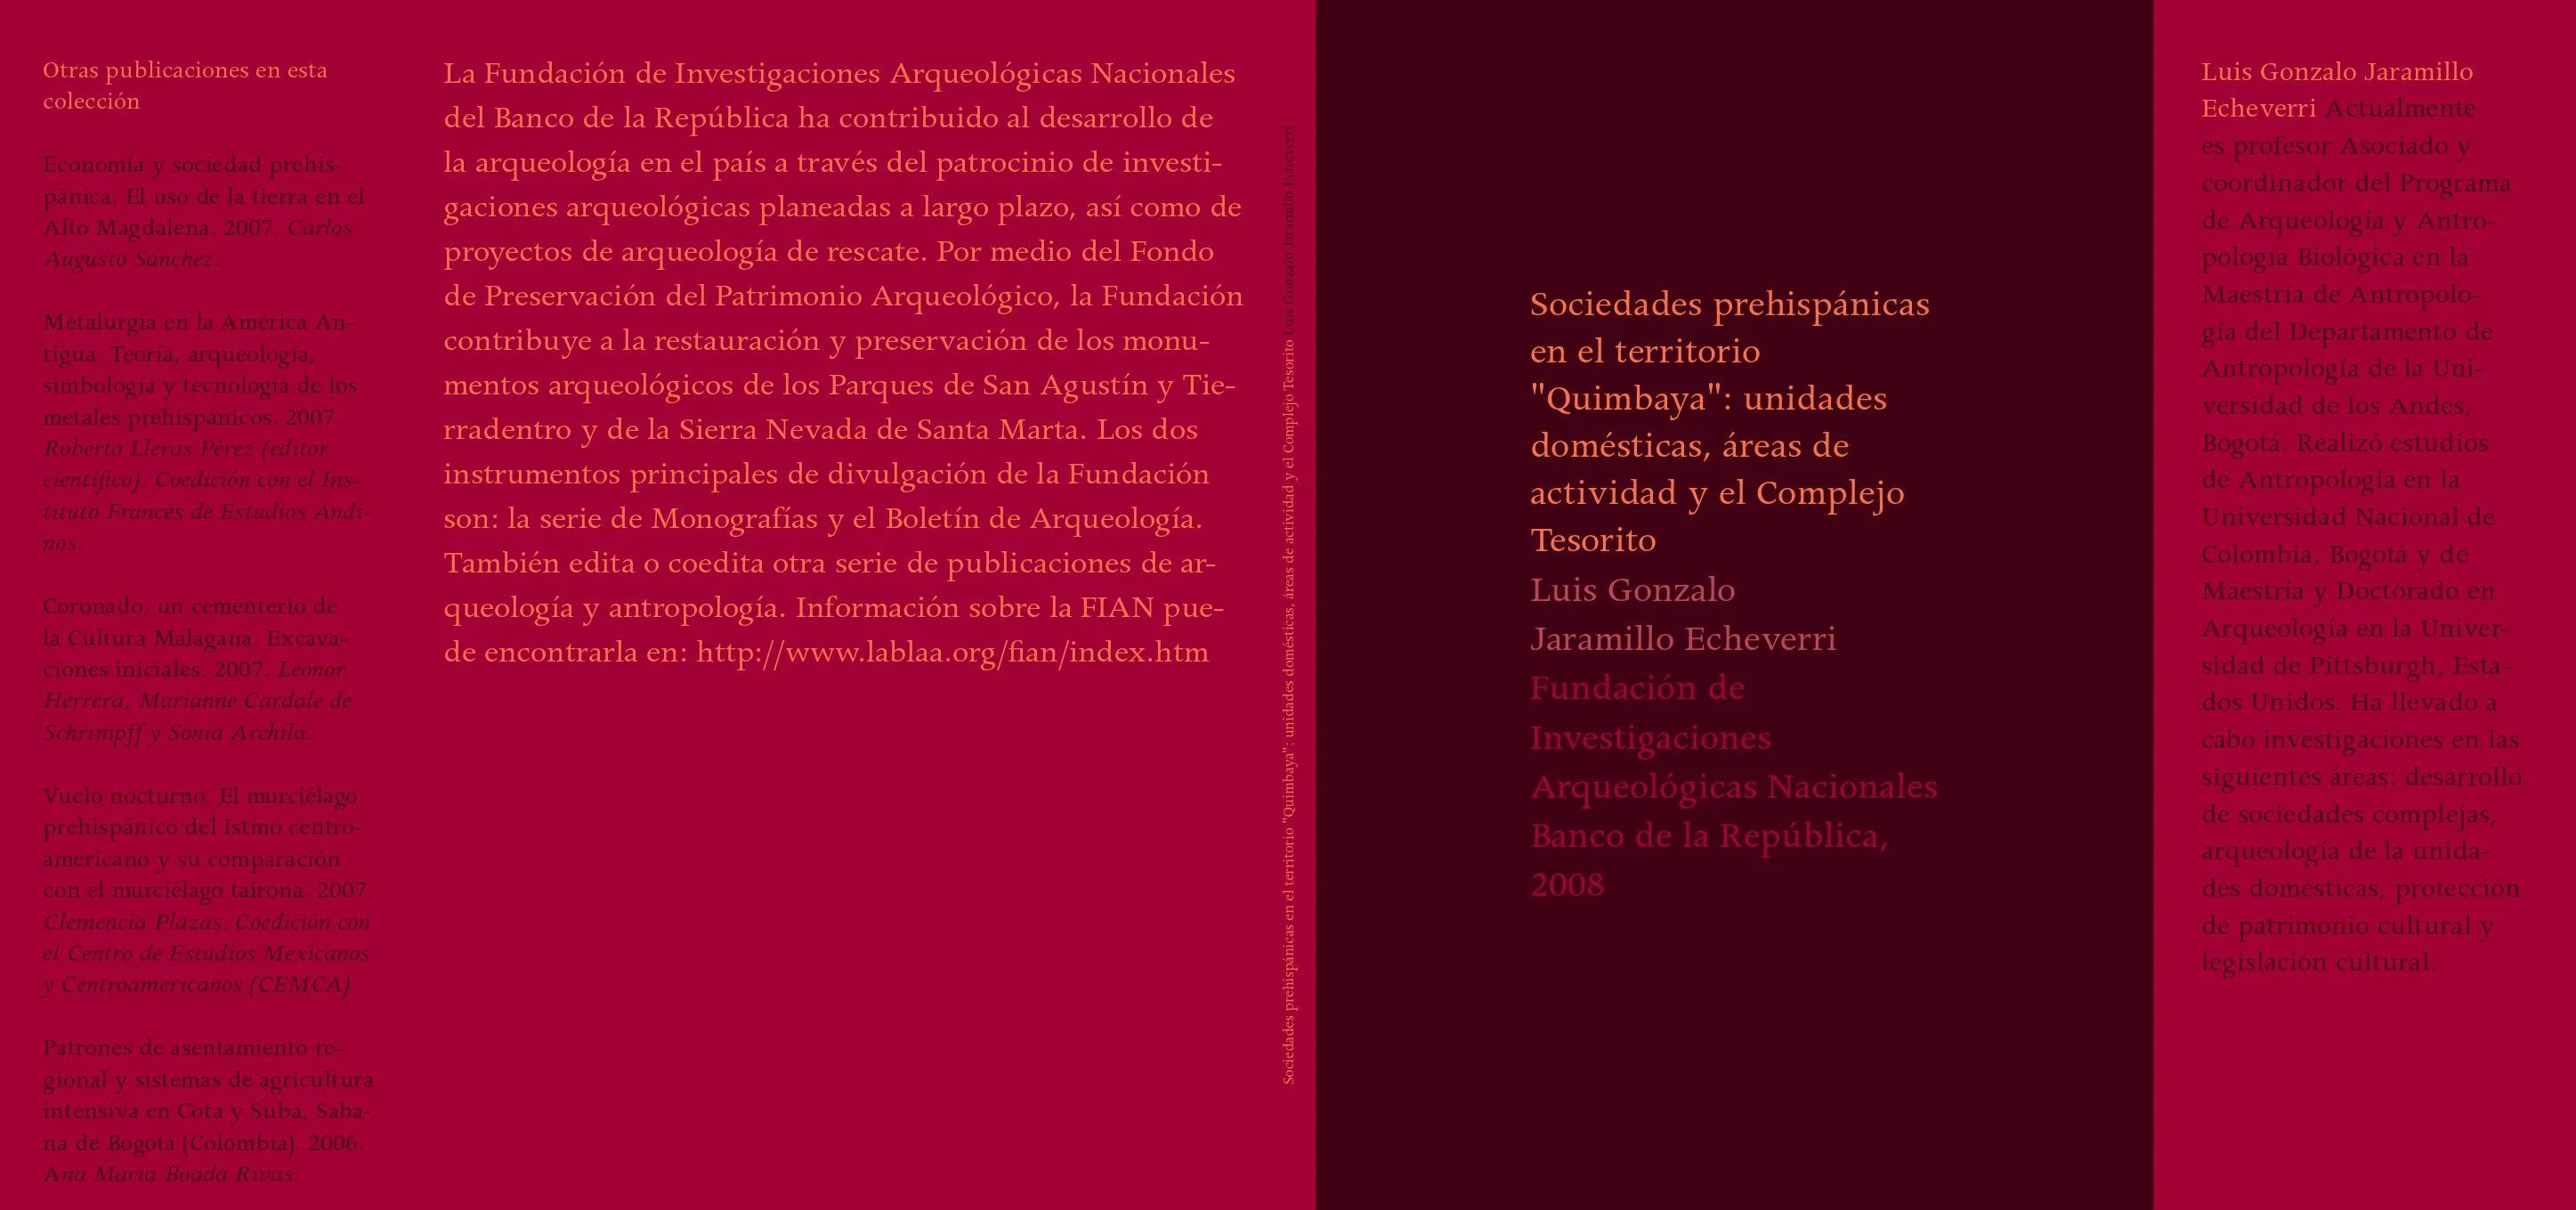 Otras publicaciones en esta
colección
Economía y sociedad prehis-
pánica. El uso de la tierra en el
Alto Magdalena. 2007. Carlos
Augusto Sánchez.
Metalurgia en la América An-
tigua. Teoría, arqueología,
simbología y tecnología de los
metales prehispánicos. 2007.
Roberto Lleras Pérez (editor
científico). Coedición con el Ins-
tituto Francés de Estudios Andi-
nos.
Coronado, un cementerio de
la Cultura Malagana. Excava-
ciones iniciales. 2007. Leonor
Herrera, Marianne Cardale de
Schrimpff y Sonia Archila.
Vuelo nocturno. El murciélago
prehispánico del Istmo centro-
americano y su comparación
con el murciélago tairona. 2007.
Clemencia Plazas. Coedición con
el Centro de Estudios Mexicanos
y Centroamericanos (CEMCA)
Patrones de asentamiento re-
gional y sistemas de agricultura
intensiva en Cota y Suba, Saba-
na de Bogotá (Colombia). 2006.
Ana María Boada Rivas.
La Fundación de Investigaciones Arqueológicas Nacionales
del Banco de la República ha contribuido al desarrollo de
la arqueología en el país a través del patrocinio de investi-
gaciones arqueológicas planeadas a largo plazo, así como de
proyectos de arqueología de rescate. Por medio del Fondo
de Preservación del Patrimonio Arqueológico, la Fundación
contribuye a la restauración y preservación de los monu-
mentos arqueológicos de los Parques de San Agustín y Tie-
rradentro y de la Sierra Nevada de Santa Marta. Los dos
instrumentos principales de divulgación de la Fundación
son: la serie de Monografías y el Boletín de Arqueología.
También edita o coedita otra serie de publicaciones de ar-
queología y antropología. Información sobre la FIAN pue-
de encontrarla en: http://www.lablaa.org/fian/index.htm
Sociedades prehispánicas en el territorio "Quimbaya": unidades domésticas, áreas de actividad y el Complejo Tesorito Luis Gonzalo Jaramillo Echeverri
Sociedades prehispánicas
en el territorio
"Quimbaya": unidades
domésticas, áreas de
actividad y el Complejo
Tesorito
Luis Gonzalo
Jaramillo Echeverri
Fundación de
Investigaciones
Arqueológicas Nacionales
Banco de la República,
2008
Luis Gonzalo Jaramillo
Echeverri Actualmente
es profesor Asociado y
coordinador del Programa
de Arqueología y Antro-
pología Biológica en la
Maestría de Antropolo-
gía del Departamento de
Antropología de la Uni-
versidad de los Andes,
Bogotá. Realizó estudios
de Antropología en la
Universidad Nacional de
Colombia, Bogotá y de
Maestría y Doctorado en
Arqueología en la Univer-
sidad de Pittsburgh, Esta-
dos Unidos. Ha llevado a
cabo investigaciones en las
siguientes áreas: desarrollo
de sociedades complejas,
arqueología de la unida-
des domésticas, protección
de patrimonio cultural y
legislación cultural.